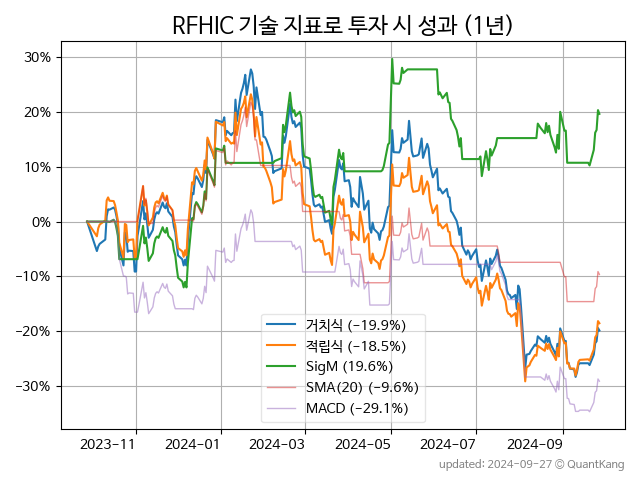 RFHIC 기술 지표로 투자 시 성과 (1년)
30%
20%
10%
0%
−10%
−20%
−30%
거치식 (−19.9%)
적립식 (−18.5%)
SigM (19.6%)
SMA(20) (−9.6%)
MACD (−29.1%)
2023−11 2024−01 2024−03 2024−05 2024−07 2024−09
updated: 2024−09−27 @ QuantKang